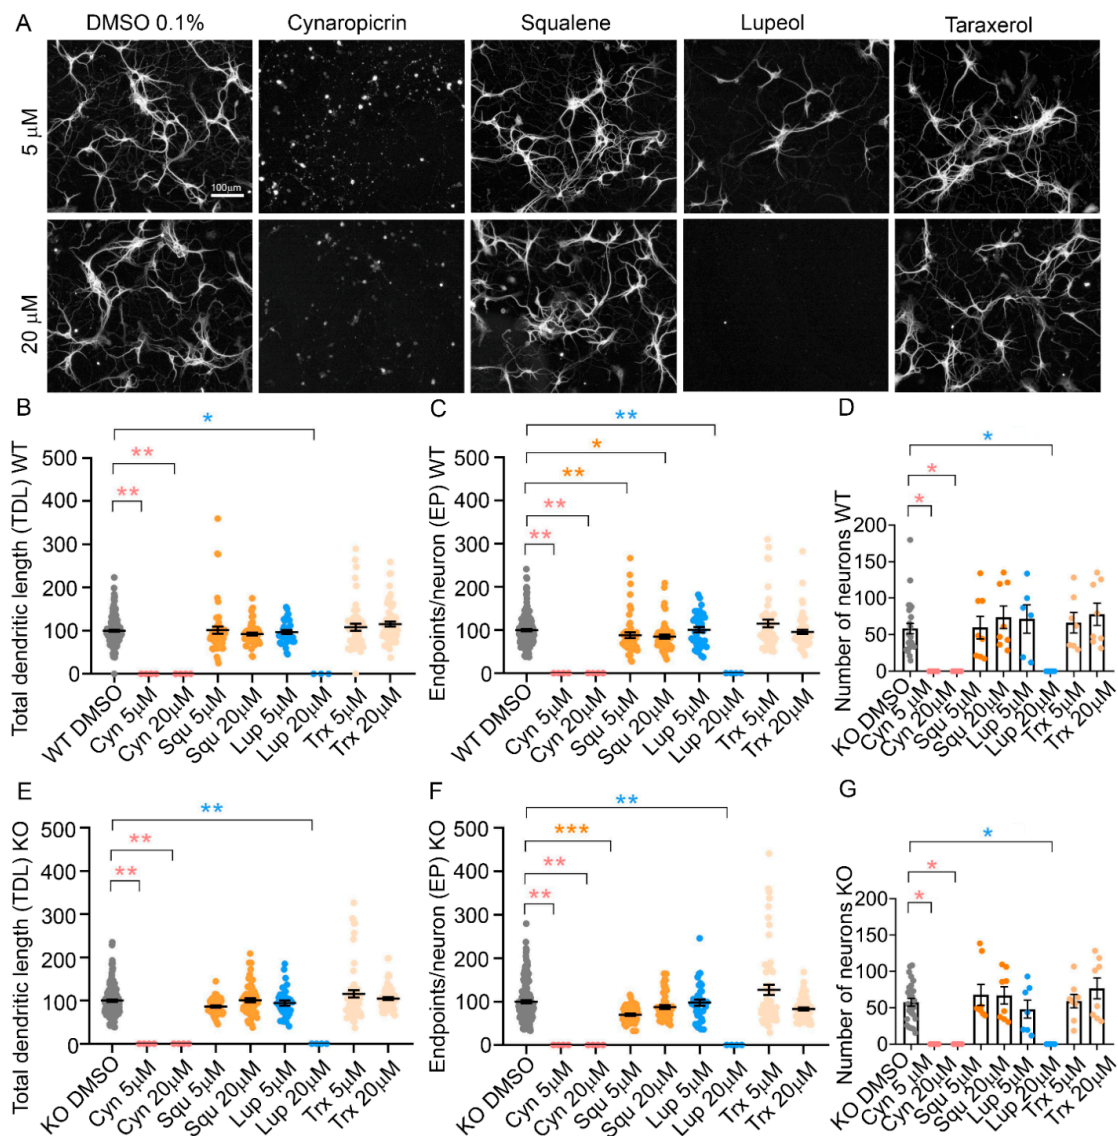 A
DMSO 0.1%
Cynaropicrin
Squalene
Lupeol
Taraxerol
5 μM
100μm
20 μM
B
Total dendritic length (TDL) WT
500
400
300
200
100
0
*
**
**
WT DMSO
Cyn 5μM
Cyn 20μM
Squ 5μM
Squ 20μM
Lup 5μM
Lup 20μM
Trx 5μM
Trx 20μM
C
Endpoints/neuron (EP) WT
500
400
300
200
100
0
**
*
**
**
**
WT DMSO
Cyn 5μM
Cyn 20μM
Squ 5μM
Squ 20μM
Lup 5μM
Lup 20μM
Trx 5μM
Trx 20μM
D
Number of neurons WT
200
150
100
50
0
*
*
*
KO DMSO
Cyn 5 μM
Cyn 20μM
Squ 5μM
Squ 20μM
Lup 5μM
Lup 20μM
Trx 5μM
Trx 20μM
E
Total dendritic length (TDL) KO
500
400
300
200
100
0
**
**
**
KO DMSO
Cyn 5μM
Cyn 20μM
Squ 5μM
Squ 20μM
Lup 5μM
Lup 20μM
Trx 5μM
Trx 20μM
F
Endpoints/neuron (EP) KO
500
400
300
200
100
0
**
***
**
**
KO DMSO
Cyn 5μM
Cyn 20μM
Squ 5μM
Squ 20μM
Lup 5μM
Lup 20μM
Trx 5μM
Trx 20μM
G
Number of neurons KO
200
150
100
50
0
*
*
*
KO DMSO
Cyn 5 μM
Cyn 20μM
Squ 5μM
Squ 20μM
Lup 5μM
Lup 20μM
Trx 5μM
Trx 20μM